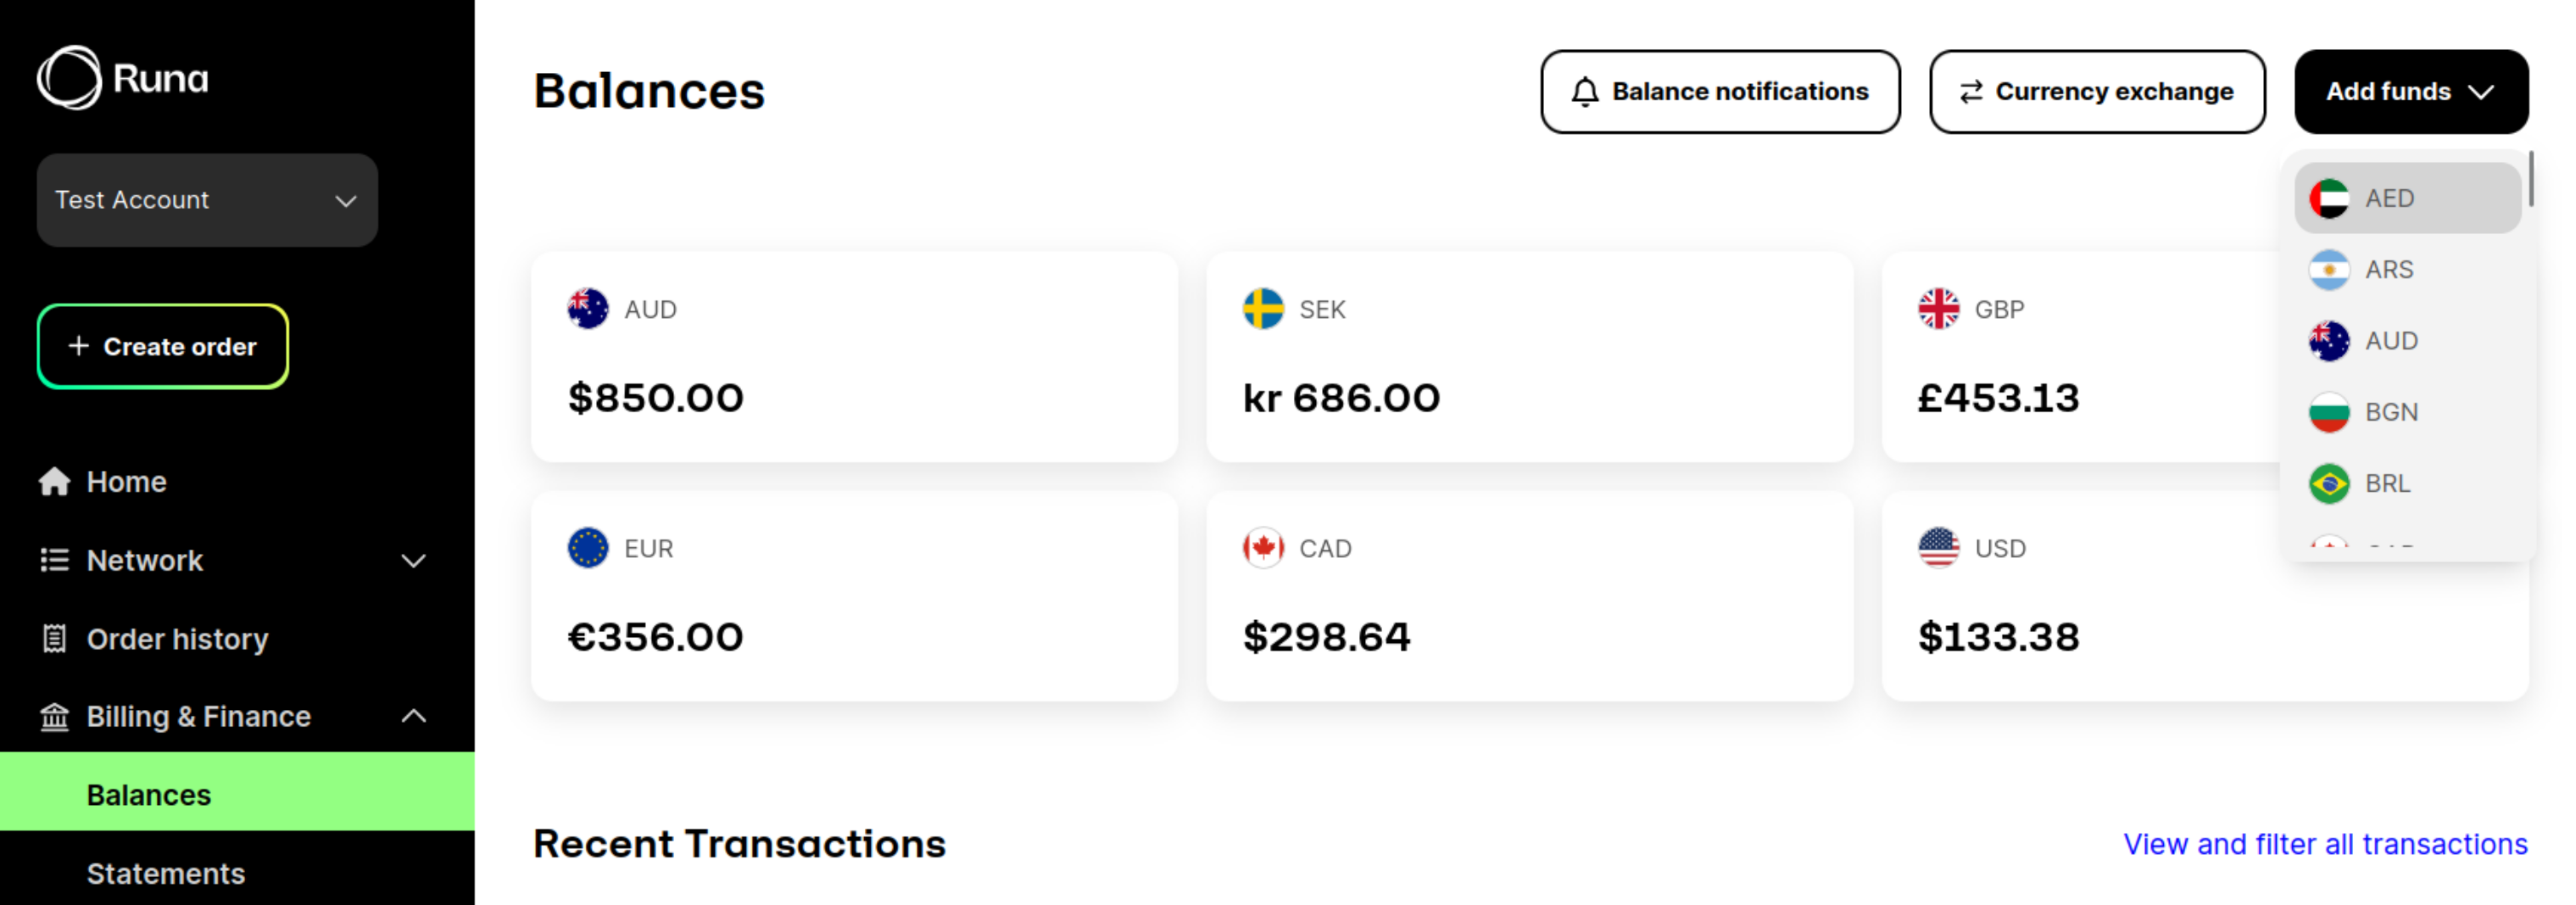 Runa
Test Account
Create order
Home
Network
Order history
Billing & Finance
Balances
Statements
Balances
Balance notifications
Currency exchange
Add funds
AED
ARS
AUD
BGN
BRL
AUD
$850.00
SEK
kr 686.00
GBP
£453.13
EUR
€356.00
CAD
$298.64
USD
$133.38
Recent Transactions
View and filter all transactions